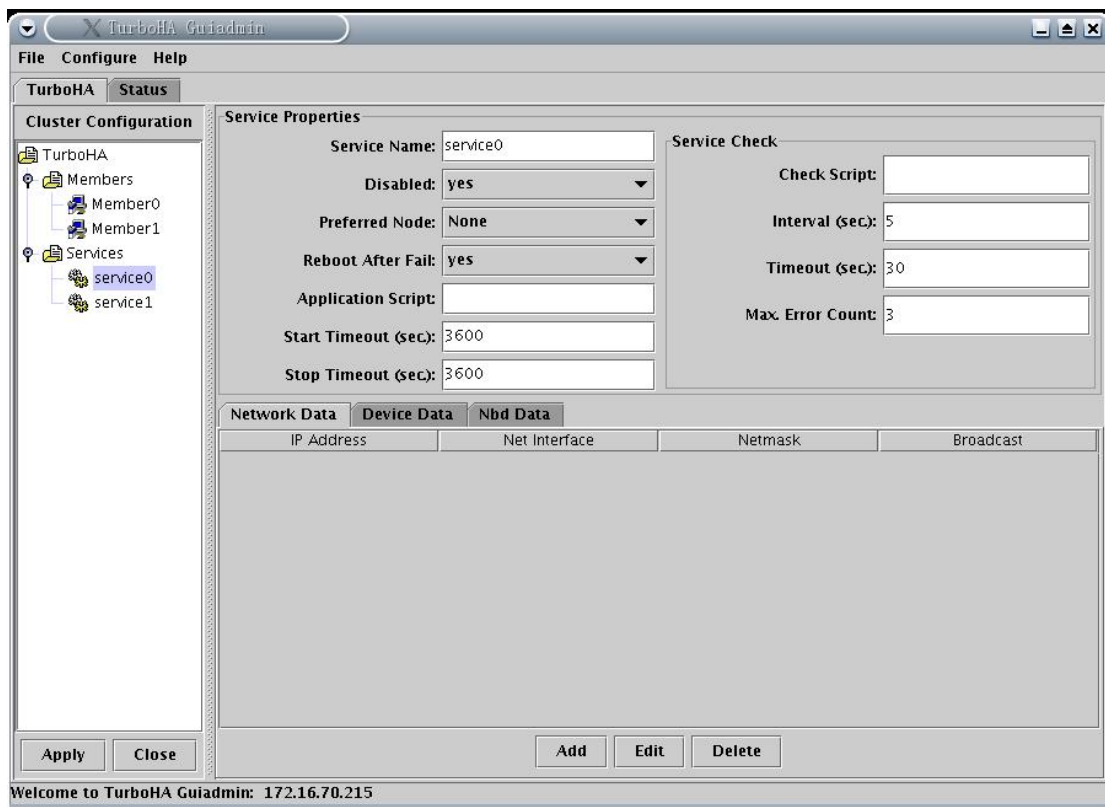 TurboHA Guiadmin
File Configure Help
TurboHA Status
Cluster Configuration
TurboHA
Members
Member0
Member1
Services
service0
service1
Apply Close
Service Properties
Service Name: service0
Disabled: yes
Preferred Node: None
Reboot After Fail: yes
Application Script:
Start Timeout (sec.): 3600
Stop Timeout (sec.): 3600
Service Check
Check Script:
Interval (sec.): 5
Timeout (sec.): 30
Max. Error Count: 3
Network Data Device Data Nbd Data
IP Address Net Interface Netmask Broadcast
Add Edit Delete
Welcome to TurboHA Guiadmin: 172.16.70.215